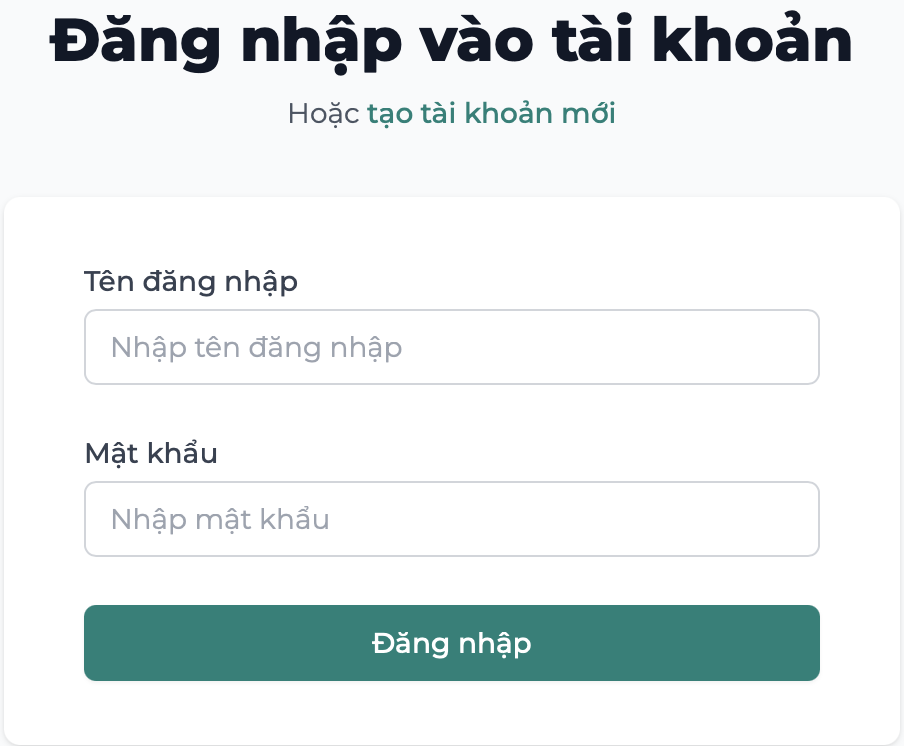 Đăng nhập vào tài khoản
Hoặc tạo tài khoản mới
Tên đăng nhập
Nhập tên đăng nhập
Mật khẩu
Nhập mật khẩu
Đăng nhập